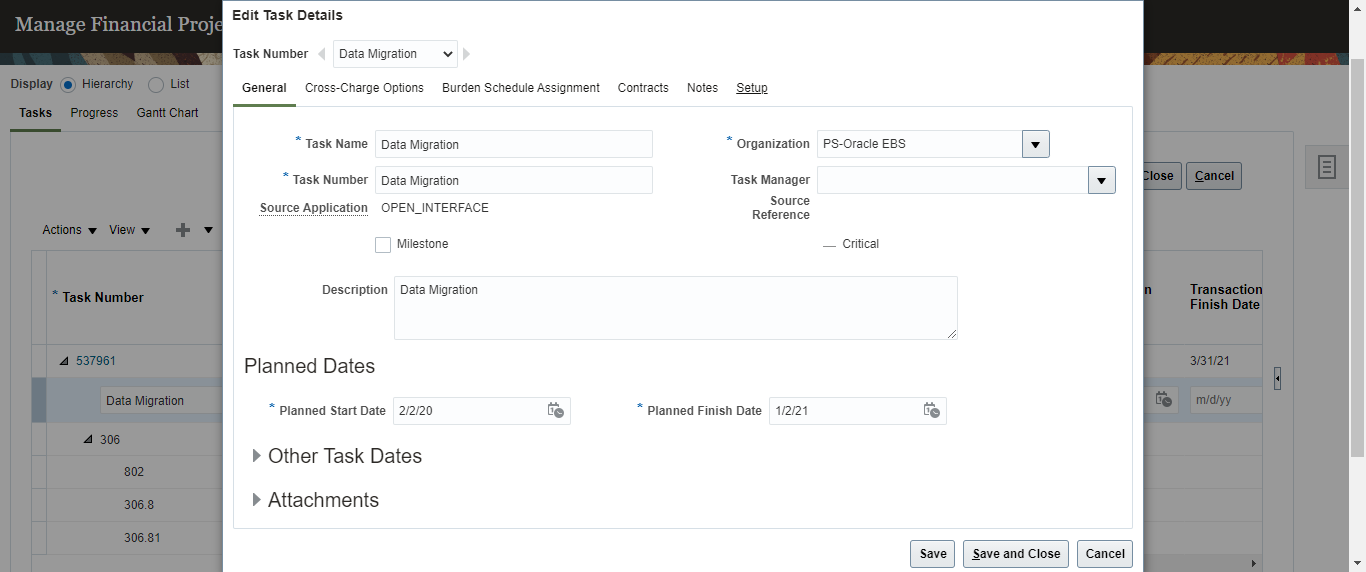 Manage Financial Proje
Edit Task Details
Task Number Data Migration
Display Hierarchy List
General Cross-Charge Options Burden Schedule Assignment Contracts Notes Setup
Tasks Progress Gantt Chart
* Task Name Data Migration * Organization PS-Oracle EBS
* Task Number Data Migration Task Manager
Close Cancel
Source Application OPEN_INTERFACE Source
Reference
Actions View
Milestone Critical
Description Data Migration
* Task Number
n Transaction
Finish Date
537961 3/31/21
Planned Dates
Data Migration m/d/yy
* Planned Start Date 2/2/20 * Planned Finish Date 1/2/21
306
Other Task Dates
802
306.8
Attachments
306.81
Save Save and Close Cancel